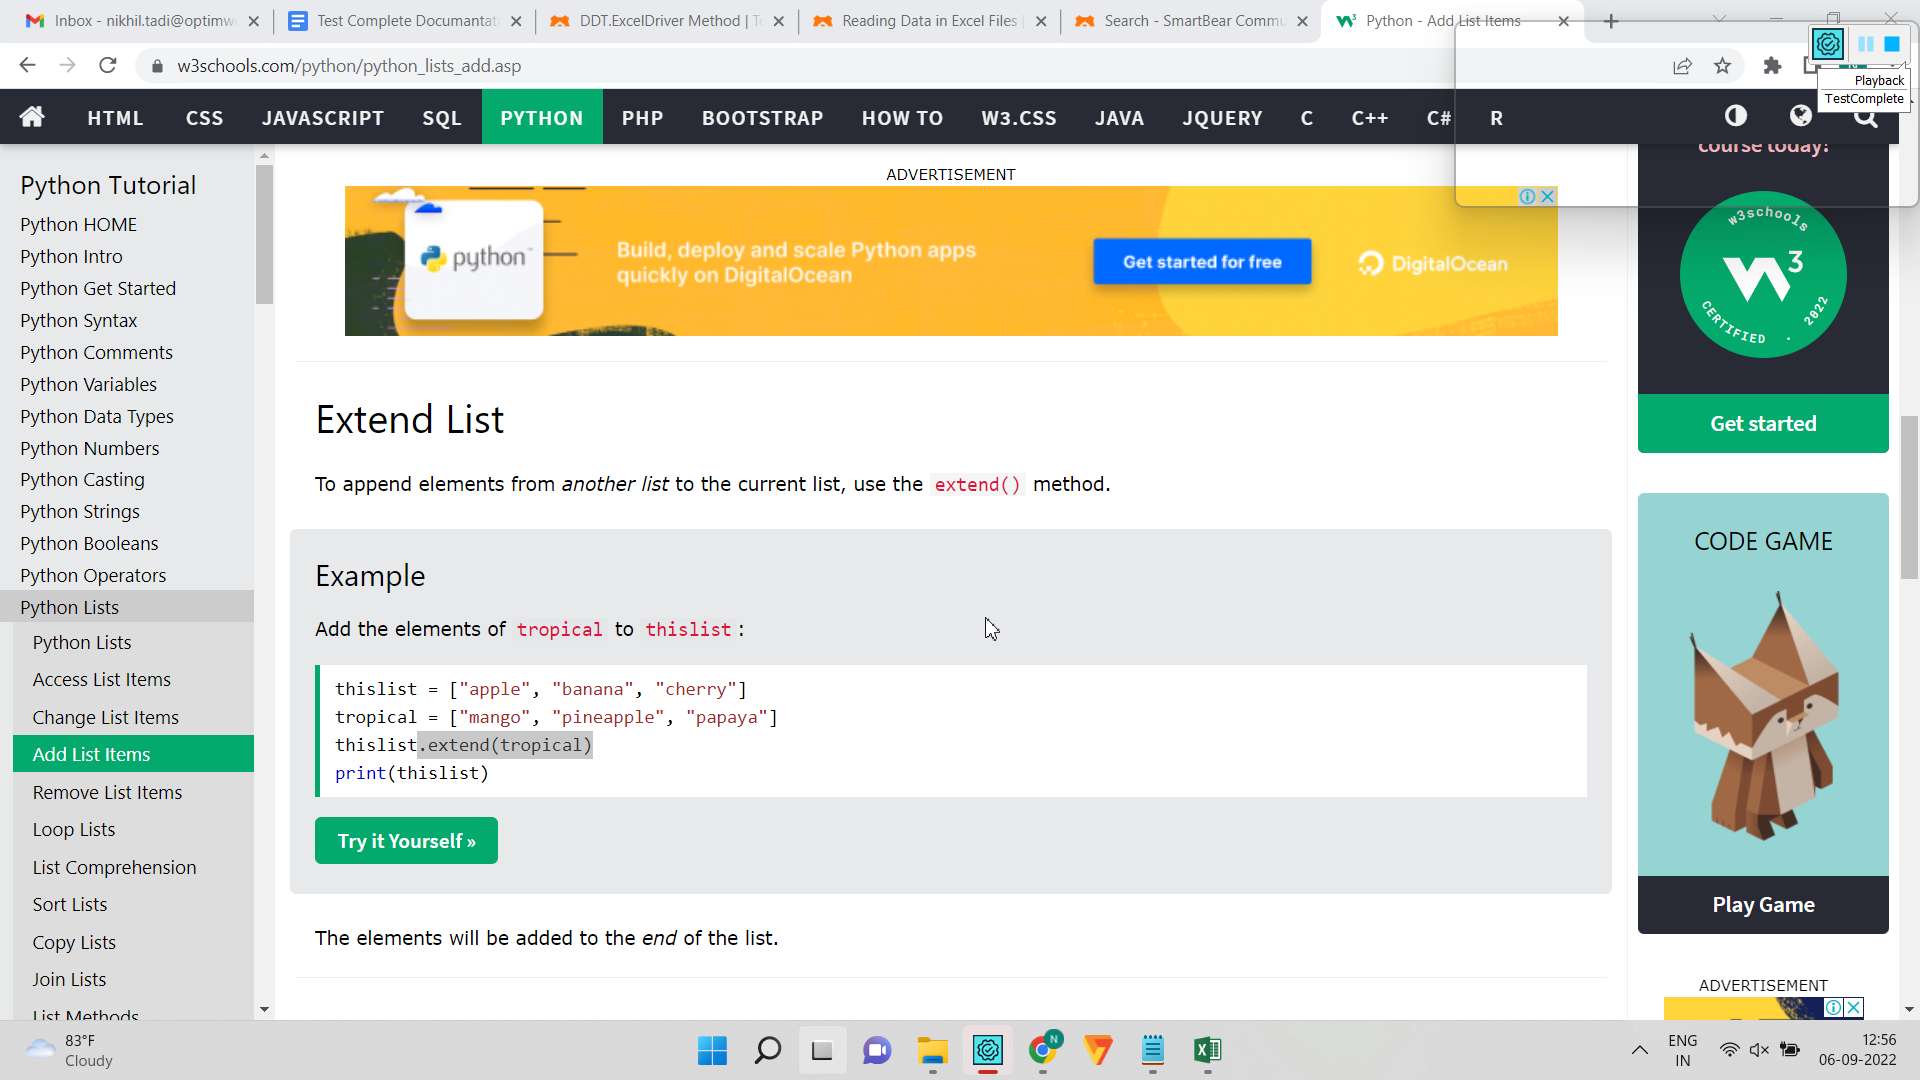 Inbox - nikhil.tadi@optimwo
Test Complete Documantat
DDT.ExcelDriver Method | Te
Reading Data in Excel Files |
Search - SmartBear Commu
Python - Add List Items
w3schools.com/python/python_lists_add.asp
Playback
TestComplete
HTML
CSS
JAVASCRIPT
SQL
PYTHON
PHP
BOOTSTRAP
HOW TO
W3.CSS
JAVA
JQUERY
C
C++
C#
R
Python Tutorial
Python HOME
Python Intro
Python Get Started
Python Syntax
Python Comments
Python Variables
Python Data Types
Python Numbers
Python Casting
Python Strings
Python Booleans
Python Operators
Python Lists
Python Lists
Access List Items
Change List Items
Add List Items
Remove List Items
Loop Lists
List Comprehension
Sort Lists
Copy Lists
Join Lists
List Methods
ADVERTISEMENT
python™
Build, deploy and scale Python apps
quickly on DigitalOcean
Get started for free
DigitalOcean
Extend List
To append elements from another list to the current list, use the extend() method.
Example
Add the elements of tropical to thislist:
thislist = ["apple", "banana", "cherry"]
tropical = ["mango", "pineapple", "papaya"]
thislist.extend(tropical)
print(thislist)
Try it Yourself »
The elements will be added to the end of the list.
course today!
w3schools
W3
CERTIFIED . 2022
Get started
CODE GAME
Play Game
ADVERTISEMENT
83°F
Cloudy
N
ENG
IN
12:56
06-09-2022